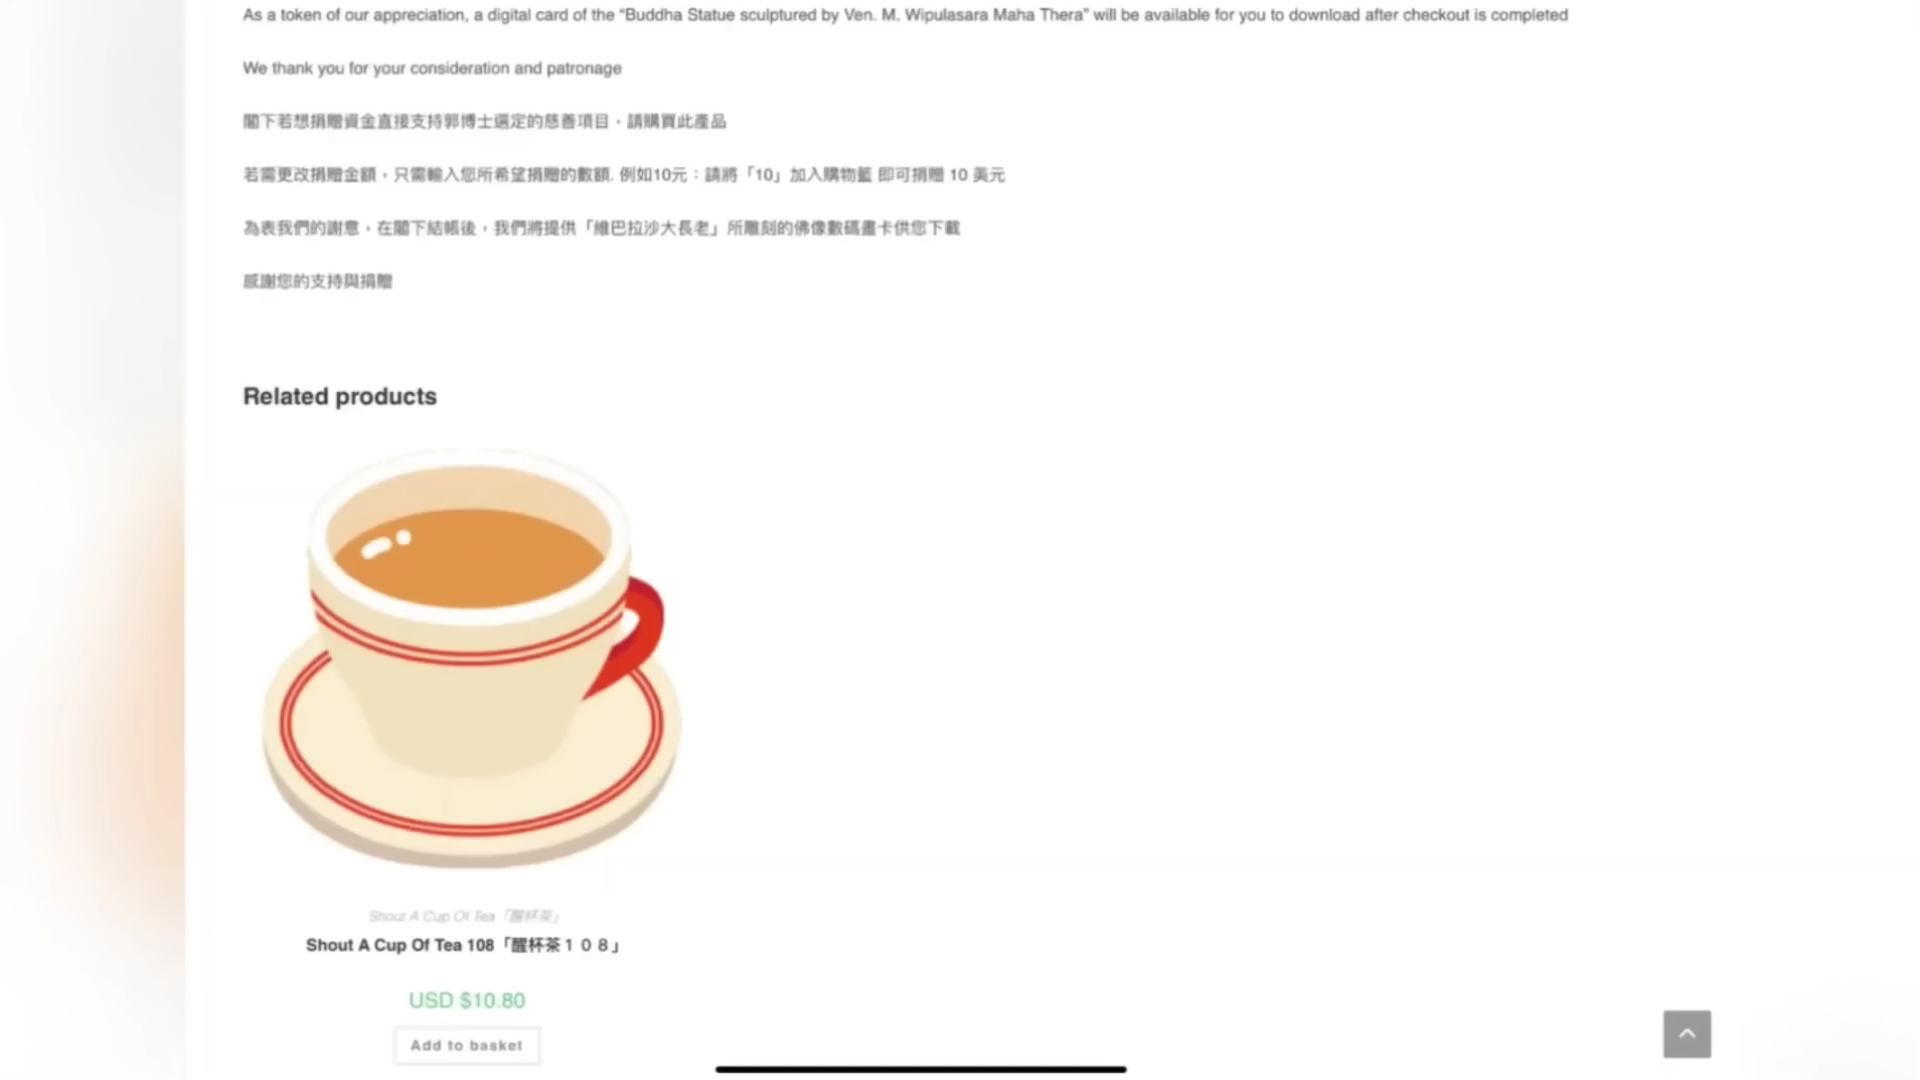 As a token of our appreciation, a digital card of the “Buddha Statue sculptured by Ven. M. Wipulasara Maha Thera” will be available for you to download after checkout is completed
We thank you for your consideration and patronage
閣下若想捐贈資金直接支持郭博士選定的慈善項目，請購買此產品
若需更改捐贈金額，只需輸入您所希望捐贈的數額. 例如10元：請將「10」加入購物籃 即可捐贈 10 美元
為表我們的謝意，在閣下結帳後，我們將提供「維巴拉沙大長老」所雕刻的佛像數碼畫卡供您下載
感謝您的支持與捐贈
Related products
Shout A Cup Of Tea「醒杯茶」
Shout A Cup Of Tea 108「醒杯茶１０８」
USD $10.80
Add to basket